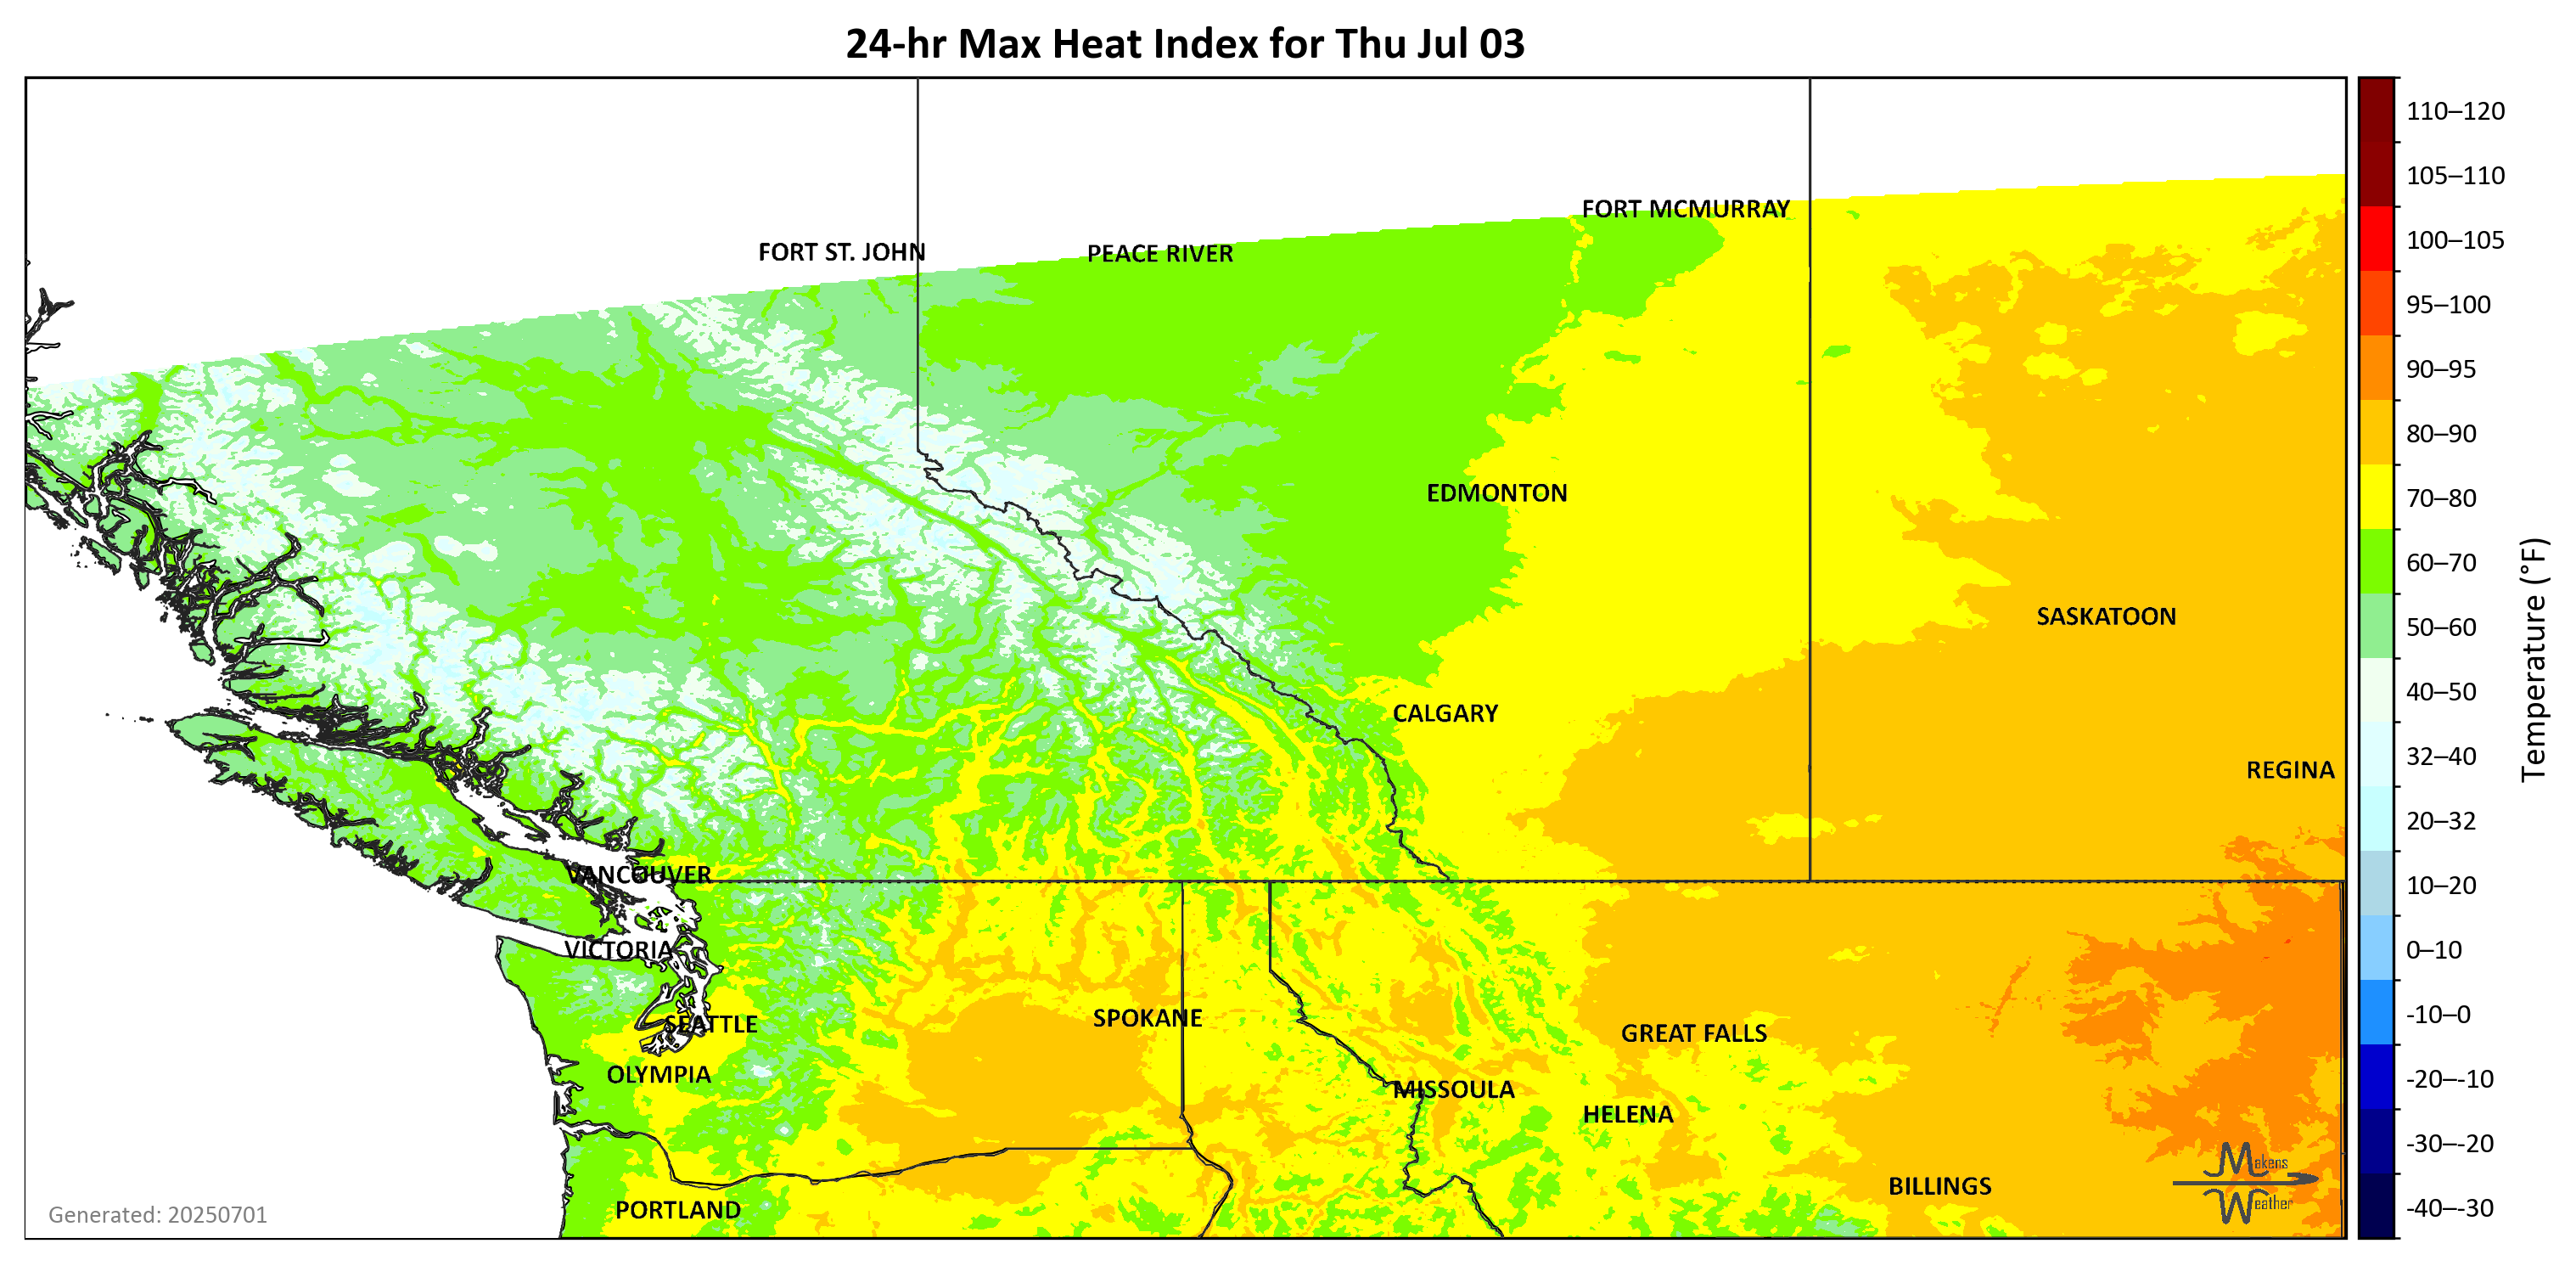 24-hr Max Heat Index for Thu Jul 03
FORT MCMURRAY
FORT ST. JOHN
PEACE RIVER
EDMONTON
SASKATOON
CALGARY
REGINA
VANCOUVER
VICTORIA
SEATTLE
SPOKANE
GREAT FALLS
OLYMPIA
MISSOULA
HELENA
BILLINGS
PORTLAND
Makens
Weather
Generated: 20250701
110–120
105–110
100–105
95–100
90–95
80–90
70–80
60–70
50–60
40–50
32–40
20–32
10–20
0–10
-10–0
-20–-10
-30–-20
-40–-30
Temperature (°F)